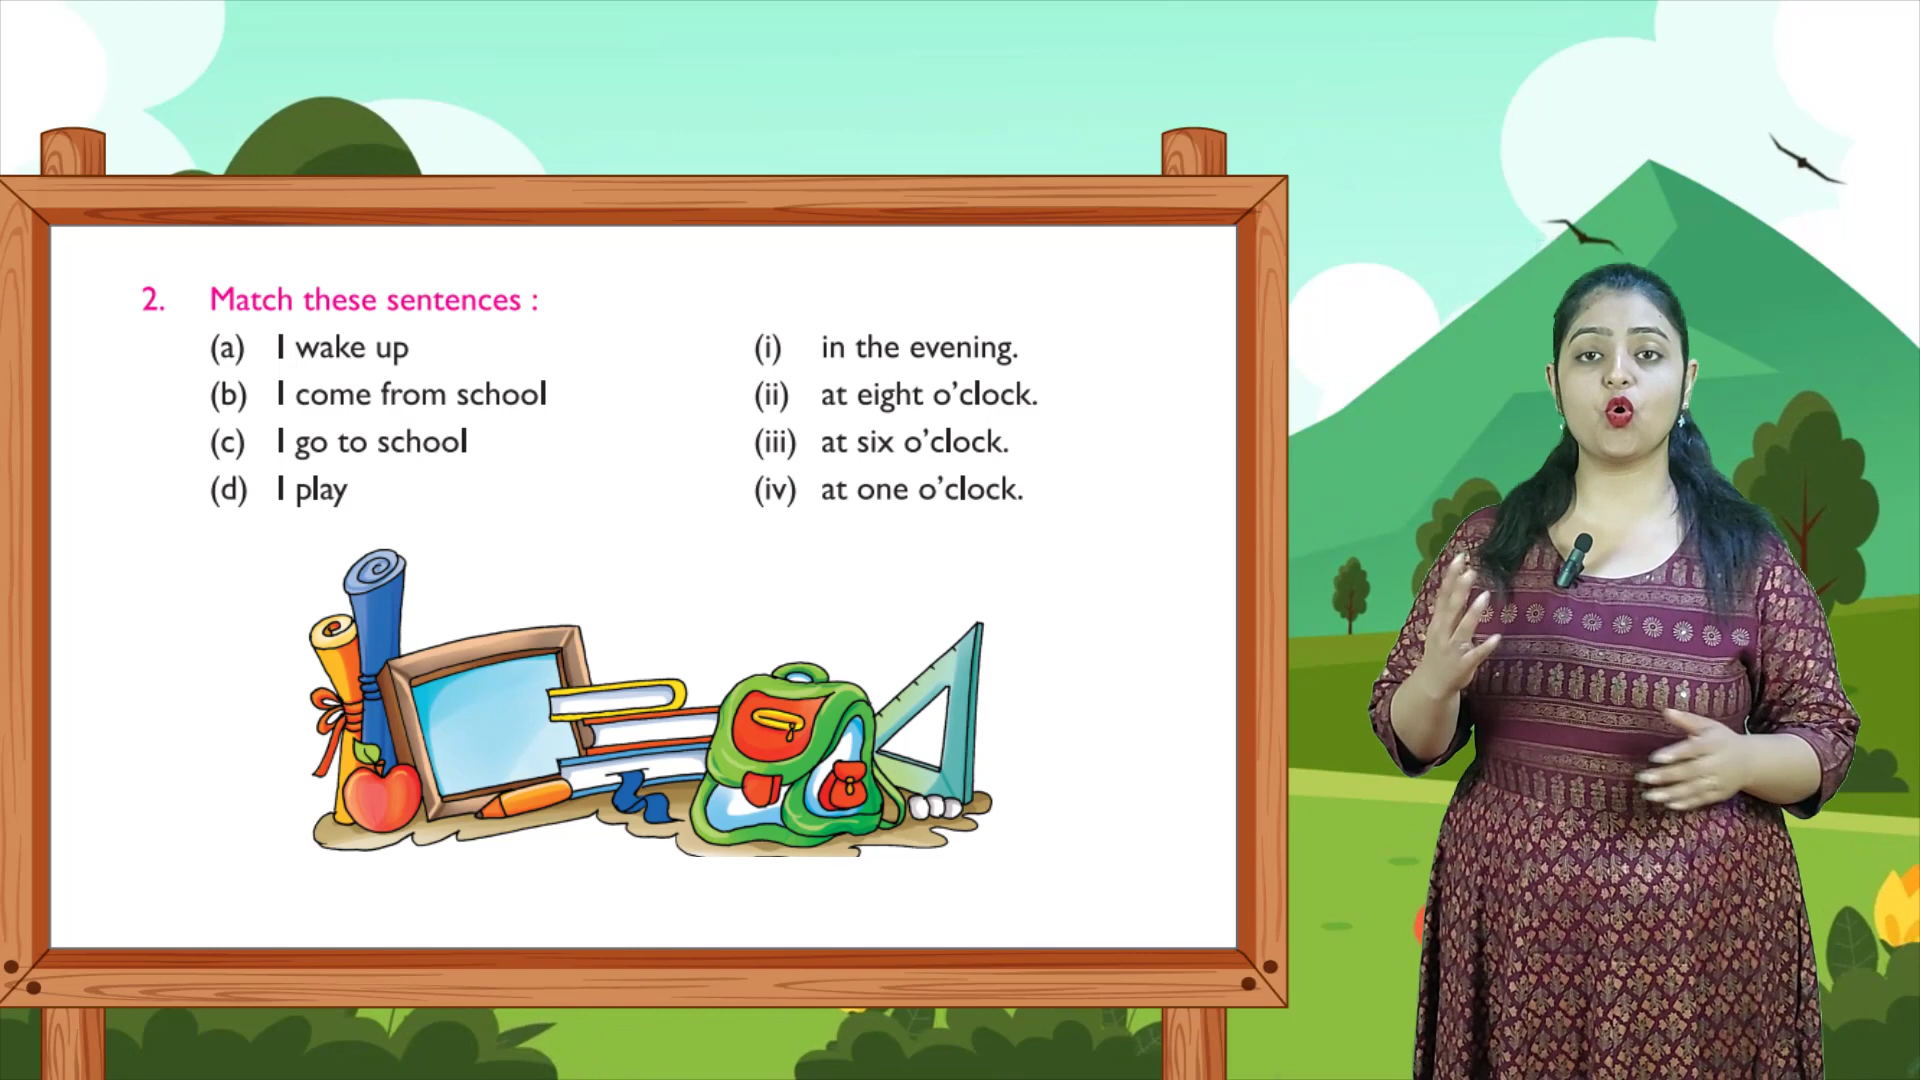 2. Match these sentences :
(a) I wake up (i) in the evening.
(b) I come from school (ii) at eight o’clock.
(c) I go to school (iii) at six o’clock.
(d) I play (iv) at one o’clock.